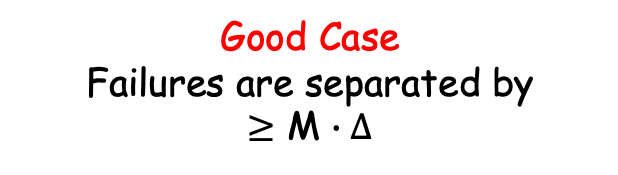 Good Case
Failures are separated by
≥ M · Δ